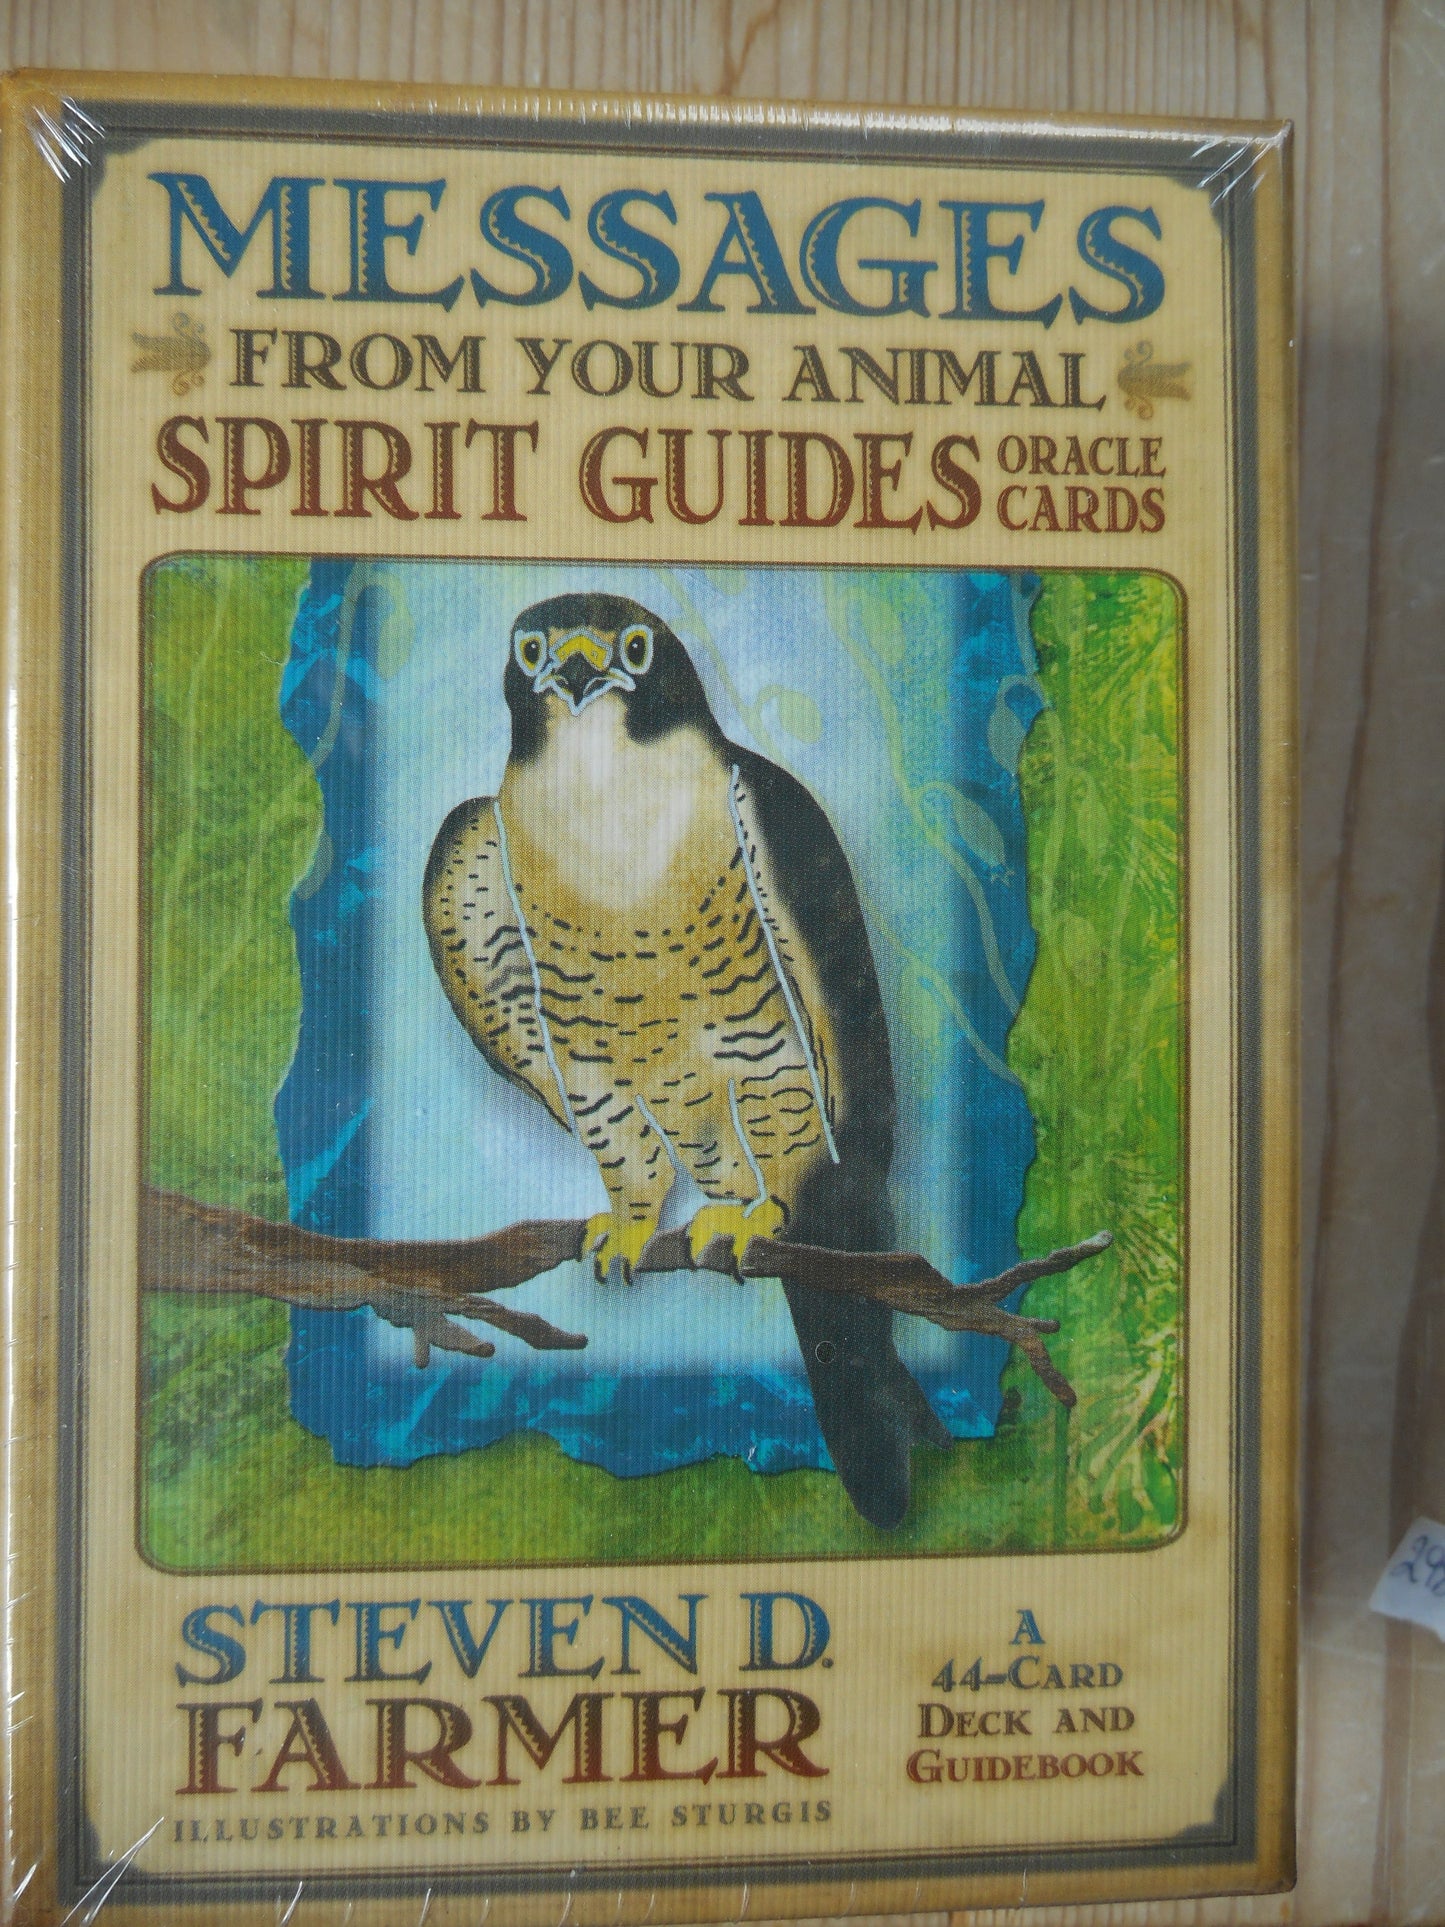 MESSAGES
FROM YOUR ANIMAL
SPIRIT GUIDES ORACLE CARDS
STEVEN D.
FARMER
ILLUSTRATIONS BY BEE STURGIS
A
44-CARD
DECK AND
GUIDEBOOK